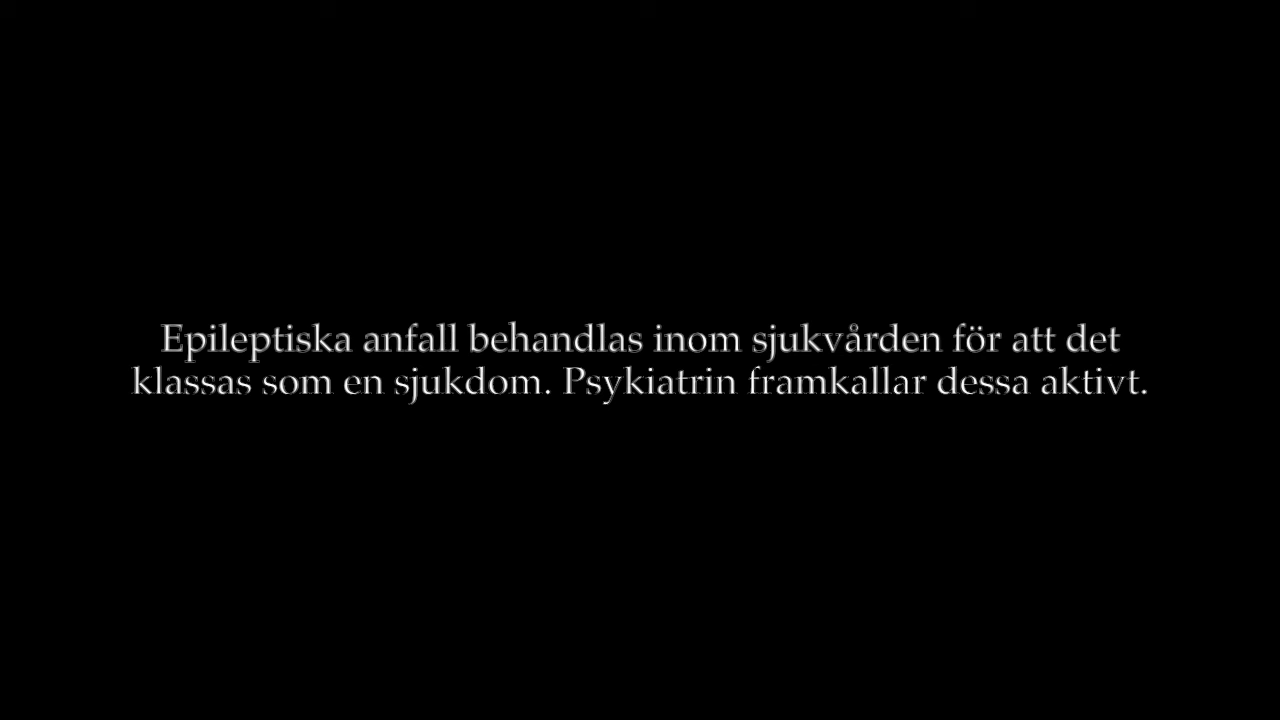 Epileptiska anfall behandlas inom sjukvården för att det
klassas som en sjukdom. Psykiatrin framkallar dessa aktivt.